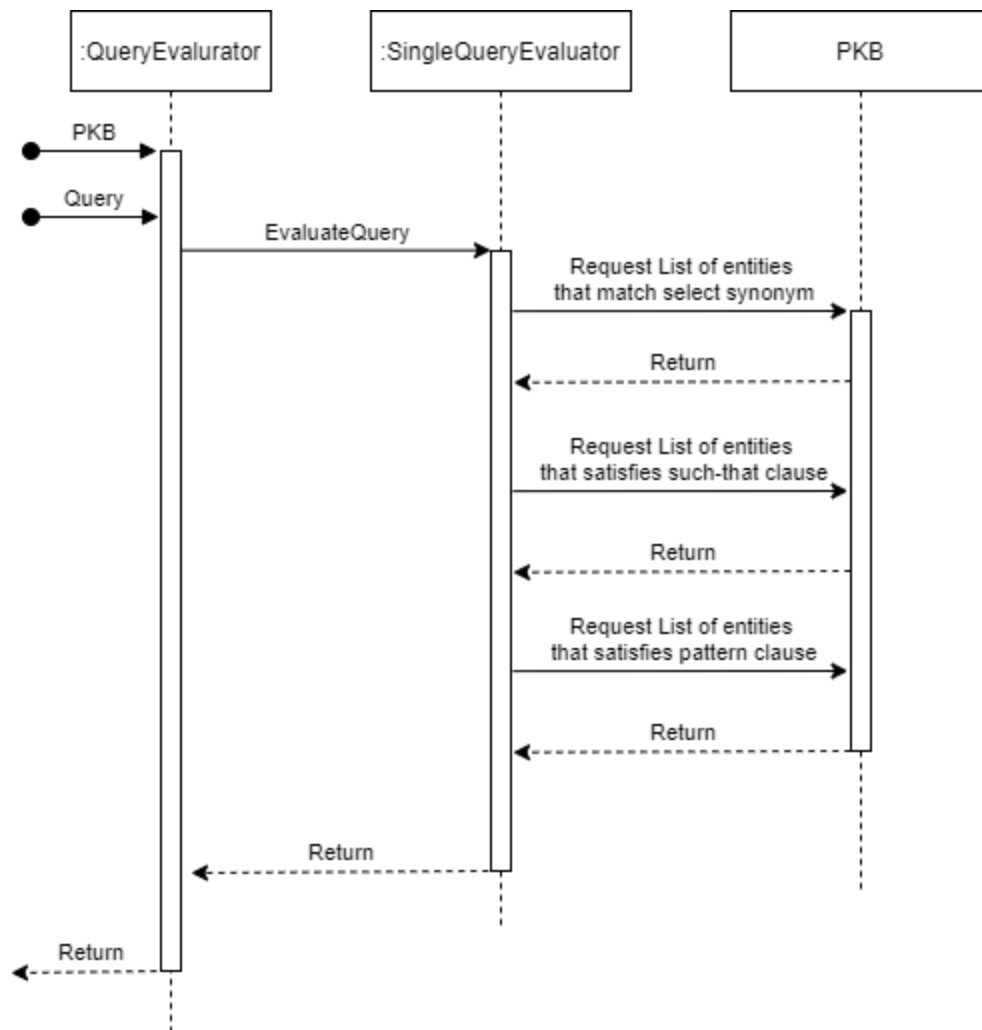 :QueryEvalurator
:SingleQueryEvaluator
PKB
PKB
Query
EvaluateQuery
Request List of entities
that match select synonym
Return
Request List of entities
that satisfies such-that clause
Return
Request List of entities
that satisfies pattern clause
Return
Return
Return